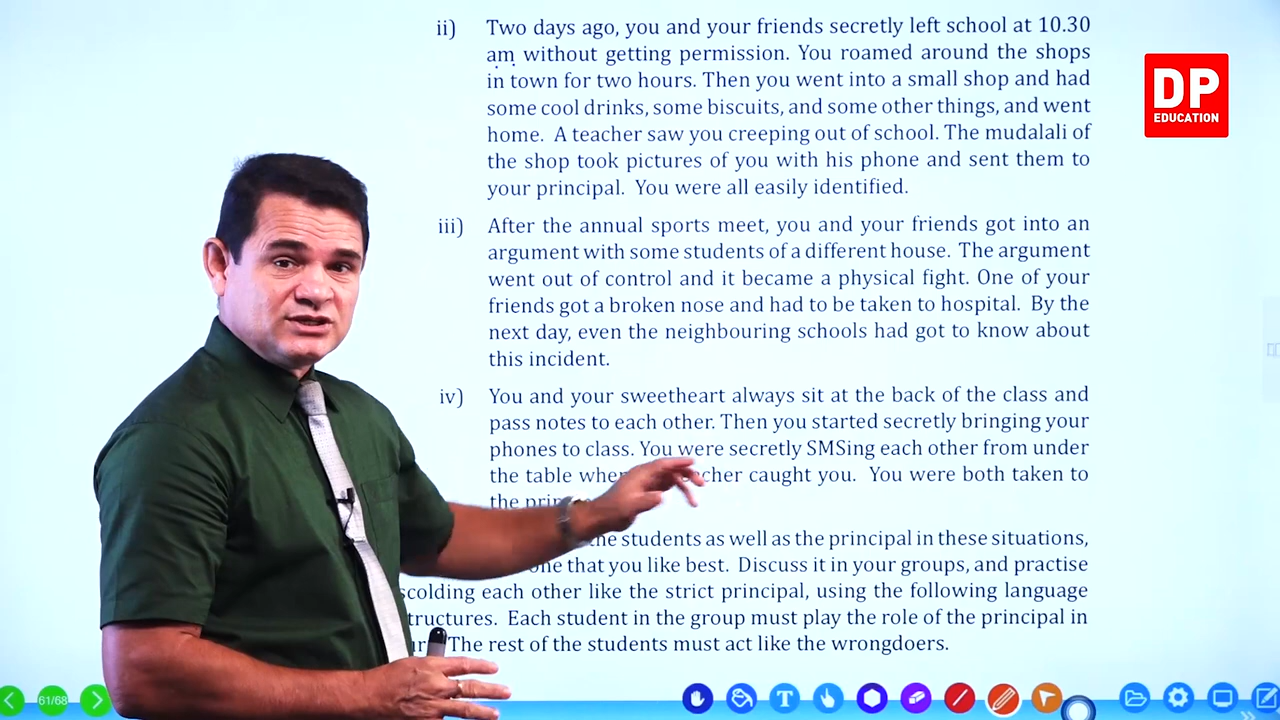 ii) Two days ago, you and your friends secretly left school at 10.30
am without getting permission. You roamed around the shops
in town for two hours. Then you went into a small shop and had
some cool drinks, some biscuits, and some other things, and went
home. A teacher saw you creeping out of school. The mudalali of
the shop took pictures of you with his phone and sent them to
your principal. You were all easily identified.
DP
EDUCATION
iii) After the annual sports meet, you and your friends got into an
argument with some students of a different house. The argument
went out of control and it became a physical fight. One of your
friends got a broken nose and had to be taken to hospital. By the
next day, even the neighbouring schools had got to know about
this incident.
iv) You and your sweetheart always sit at the back of the class and
pass notes to each other. Then you started secretly bringing your
phones to class. You were secretly SMSing each other from under
the table when caught you. You were both taken to
the
the students as well as the principal in these situations,
one that you like best. Discuss it in your groups, and practise
scolding each other like the strict principal, using the following language
structures. Each student in the group must play the role of the principal in
The rest of the students must act like the wrongdoers.
61/68
T